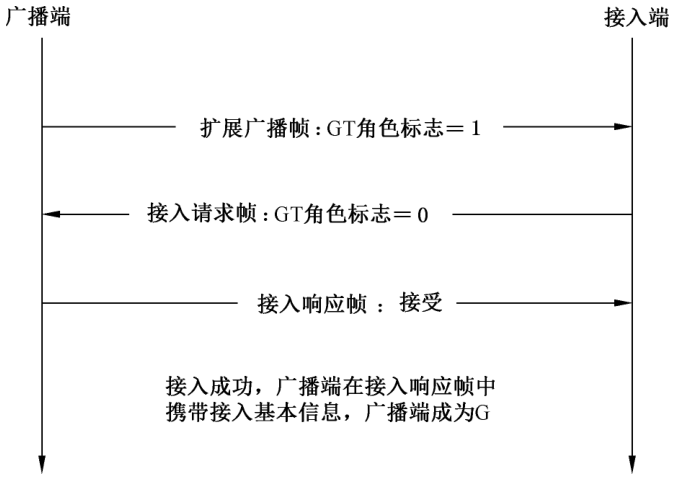 广播端
接入端
扩展广播帧:GT角色标志=1
接入请求帧:GT角色标志=0
接入响应帧:接受
接入成功,广播端在接入响应帧中
携带接入基本信息,广播端成为G